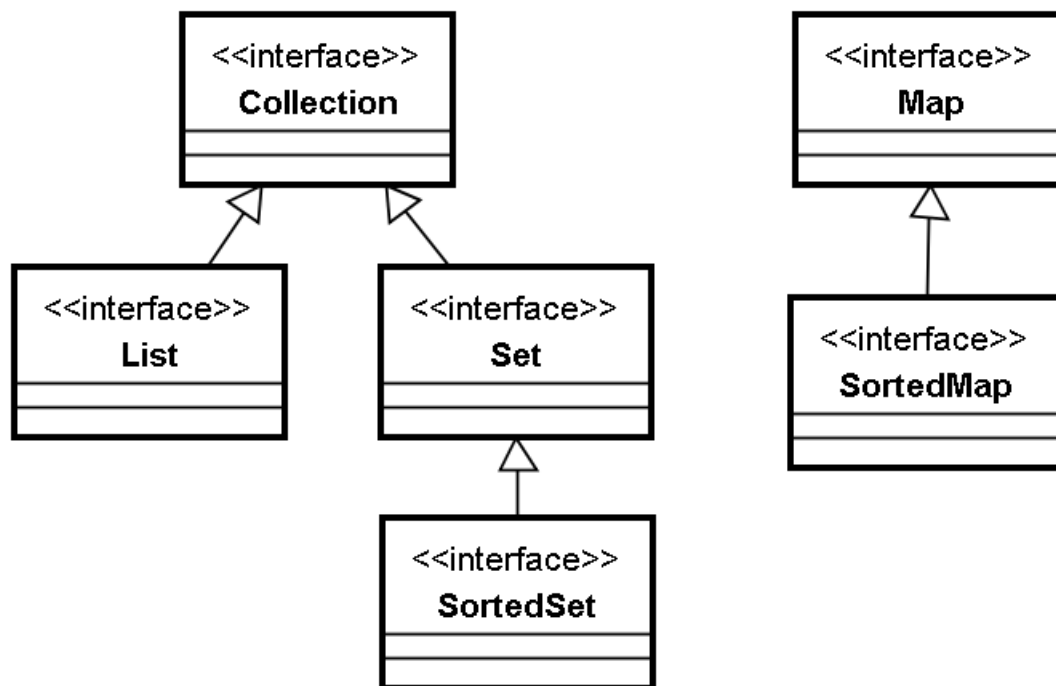 <<interface>>
Collection
<<interface>>
Map
<<interface>>
List
<<interface>>
Set
<<interface>>
SortedMap
<<interface>>
SortedSet